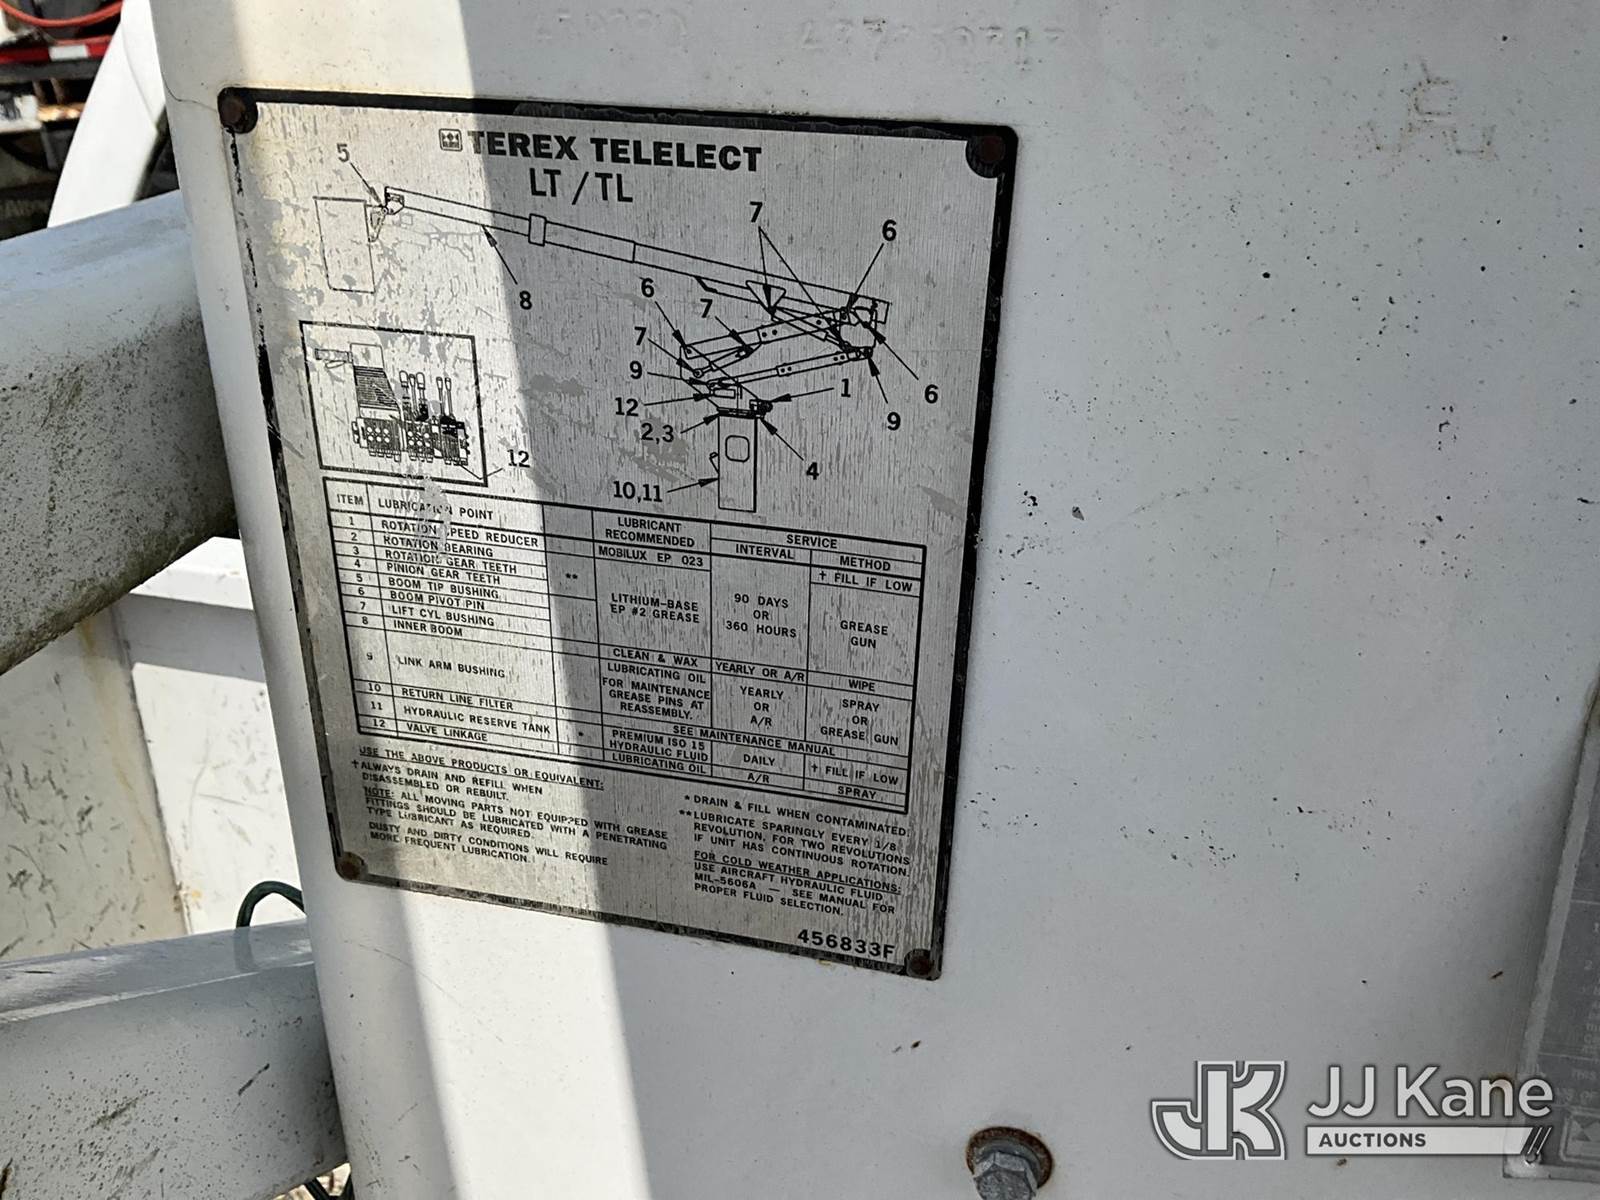 TEREX TELELECT
LT / TL
5
7
6
8
6
7
7
9
12
2,3
1
6
9
4
10,11
12
ITEM LUBRICATION POINT LUBRICANT RECOMMENDED SERVICE
INTERVAL METHOD
1 ROTATION SPEED REDUCER MOBILUX EP 023 † FILL IF LOW
2 ROTATION BEARING
3 ROTATION GEAR TEETH **
4 PINION GEAR TEETH
5 BOOM TIP BUSHING LITHIUM-BASE EP #2 GREASE 90 DAYS OR 360 HOURS GREASE GUN
6 BOOM PIVOT PIN
7 LIFT CYL BUSHING
8 INNER BOOM CLEAN & WAX YEARLY OR A/R WIPE
9 LINK ARM BUSHING LUBRICATING OIL FOR MAINTENANCE GREASE PINS AT REASSEMBLY. YEARLY OR A/R SPRAY OR GREASE GUN
10 RETURN LINE FILTER SEE MAINTENANCE MANUAL
11 HYDRAULIC RESERVE TANK * PREMIUM ISO 15 HYDRAULIC FLUID DAILY † FILL IF LOW
12 VALVE LINKAGE LUBRICATING OIL A/R SPRAY
USE THE ABOVE PRODUCTS OR EQUIVALENT:
† ALWAYS DRAIN AND REFILL WHEN
DISASSEMBLED OR REBUILT.
NOTE: ALL MOVING PARTS NOT EQUIPPED WITH GREASE
FITTINGS SHOULD BE LUBRICATED WITH A PENETRATING
TYPE LUBRICANT AS REQUIRED.
DUSTY AND DIRTY CONDITIONS WILL REQUIRE
MORE FREQUENT LUBRICATION.
* DRAIN & FILL WHEN CONTAMINATED.
** LUBRICATE SPARINGLY EVERY 1/8
REVOLUTION, FOR TWO REVOLUTIONS
IF UNIT HAS CONTINUOUS ROTATION.
FOR COLD WEATHER APPLICATIONS:
USE AIRCRAFT HYDRAULIC FLUID
MIL-5606A — SEE MANUAL FOR
PROPER FLUID SELECTION.
456833F
JK JJ Kane
AUCTIONS